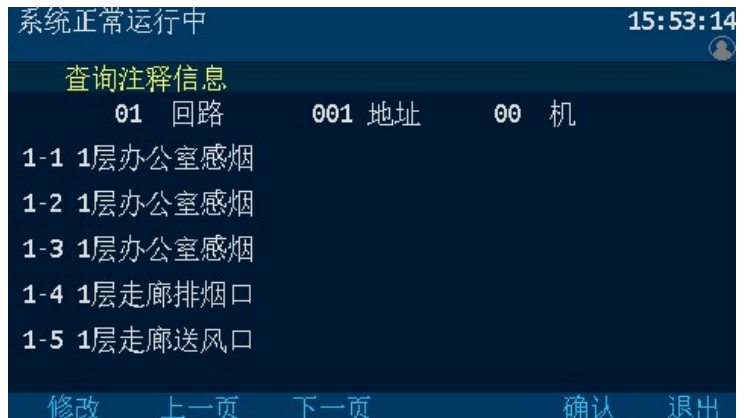 系统正常运行中 15:53:14
查询注释信息
01 回路 001 地址 00 机
1-1 1层办公室感烟
1-2 1层办公室感烟
1-3 1层办公室感烟
1-4 1层走廊排烟口
1-5 1层走廊送风口
修改 上一页 下一页 确认 退出